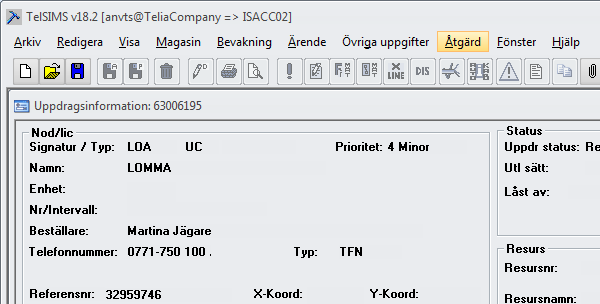 TelSIMS v18.2 [anvts@TeliaCompany => ISACC02]
Arkiv Redigera Visa Magasin Bevakning Ärende Övriga uppgifter Åtgärd Fönster Hjälp
A A D X LINE DIS
Uppdragsinformation: 63006195
Nod/lic
Signatur / Typ: LOA UC Prioritet: 4 Minor
Namn: LOMMA
Enhet:
Nr/Intervall:
Beställare: Martina Jägare
Telefonnummer: 0771-750 100 . Typ: TFN
Referensnr: 32959746 X-Koord: Y-Koord:
Status
Uppdr status: Re
Utl sätt:
Låst av:
Resurs
Resursnr:
Resursnamn: